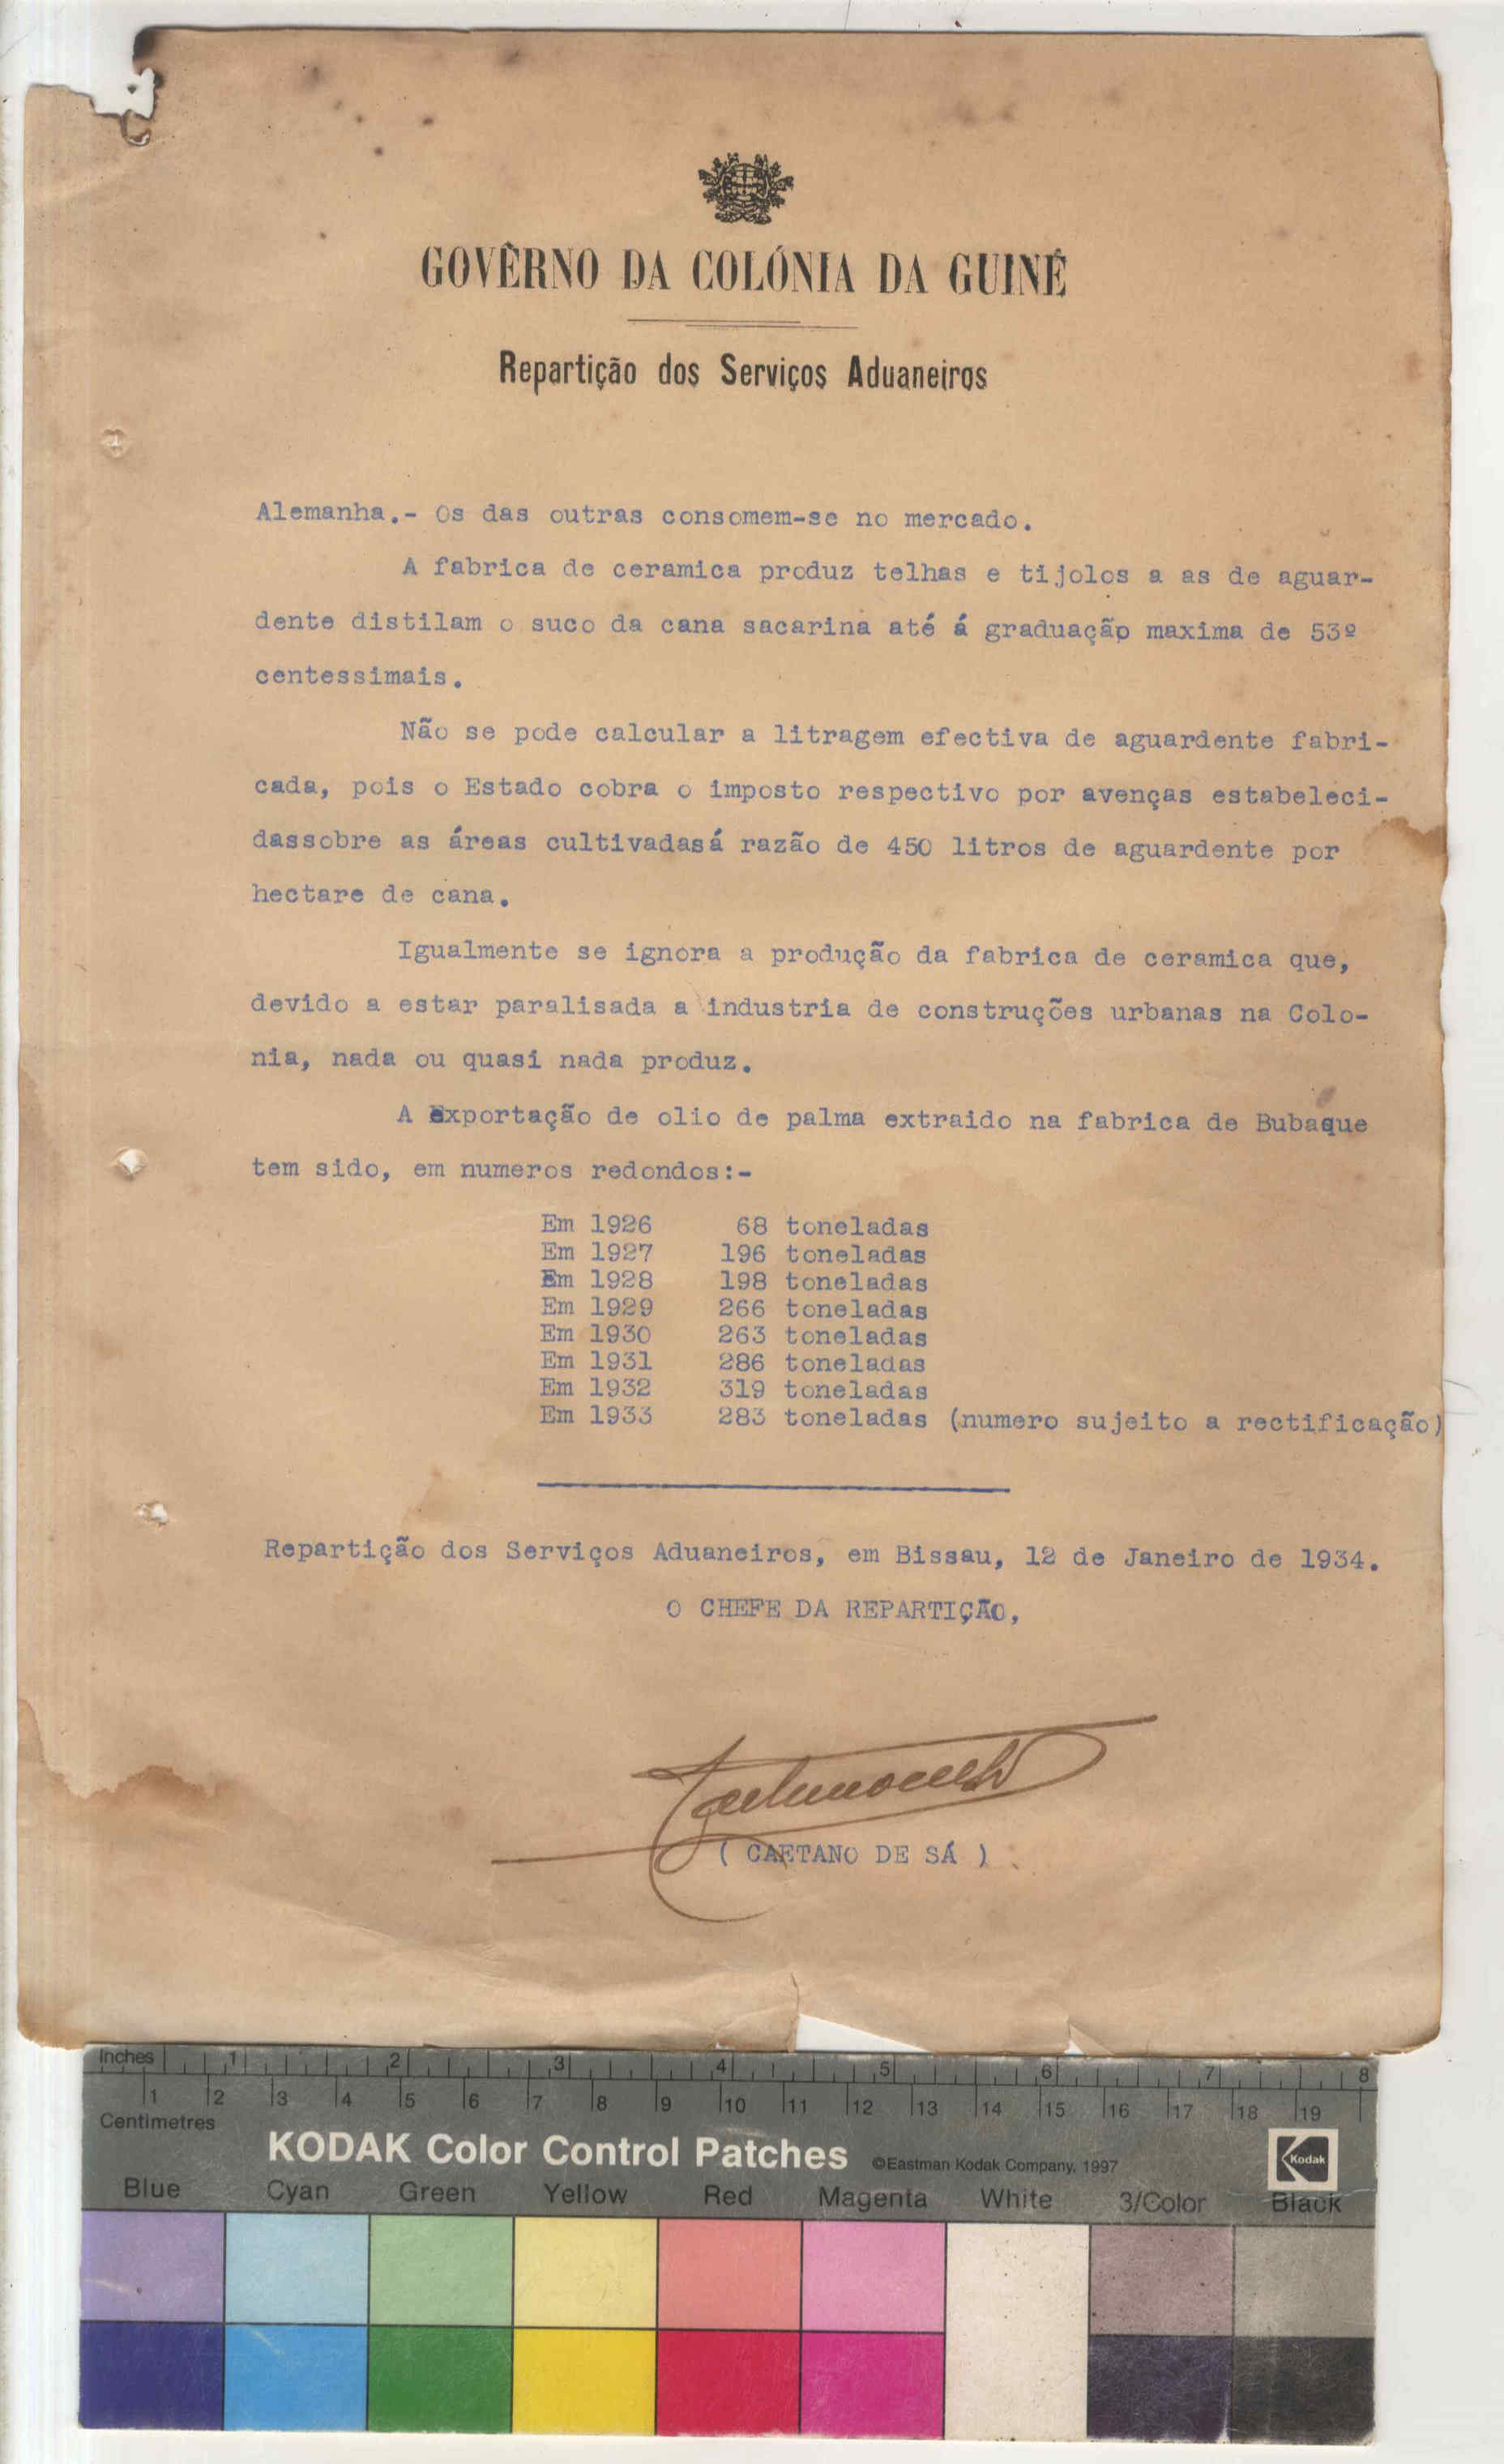 GOVÊRNO DA COLÓNIA DA GUINÉ
Repartição dos Serviços Aduaneiros
Alemanha.- Os das outras consomem-se no mercado.
A fabrica de ceramica produz telhas e tijolos a as de aguar-
dente distilam o suco da cana sacarina até á graduação maxima de 53º
centessimais.
Não se pode calcular a litragem efectiva de aguardente fabri-
cada, pois o Estado cobra o imposto respectivo por avenças estabeleci-
dassobre as áreas cultivadasá razão de 450 litros de aguardente por
hectare de cana.
Igualmente se ignora a produção da fabrica de ceramica que,
devido a estar paralisada a industria de construções urbanas na Colo-
nia, nada ou quasi nada produz.
A Exportação de olio de palma extraido na fabrica de Bubaque
tem sido, em numeros redondos:-
Em 1926 68 toneladas
Em 1927 196 toneladas
Em 1928 198 toneladas
Em 1929 266 toneladas
Em 1930 263 toneladas
Em 1931 286 toneladas
Em 1932 319 toneladas
Em 1933 283 toneladas (numero sujeito a rectificação)
Repartição dos Serviços Aduaneiros, em Bissau, 12 de Janeiro de 1934.
O CHEFE DA REPARTIÇÃO,
( CAETANO DE SÁ )
Inches 1 2 3 4 5 6 7 8
1 2 3 4 5 6 7 8 9 10 11 12 13 14 15 16 17 18 19
Centimetres
KODAK Color Control Patches ©Eastman Kodak Company, 1997 Kodak
Blue Cyan Green Yellow Red Magenta White 3/Color Black